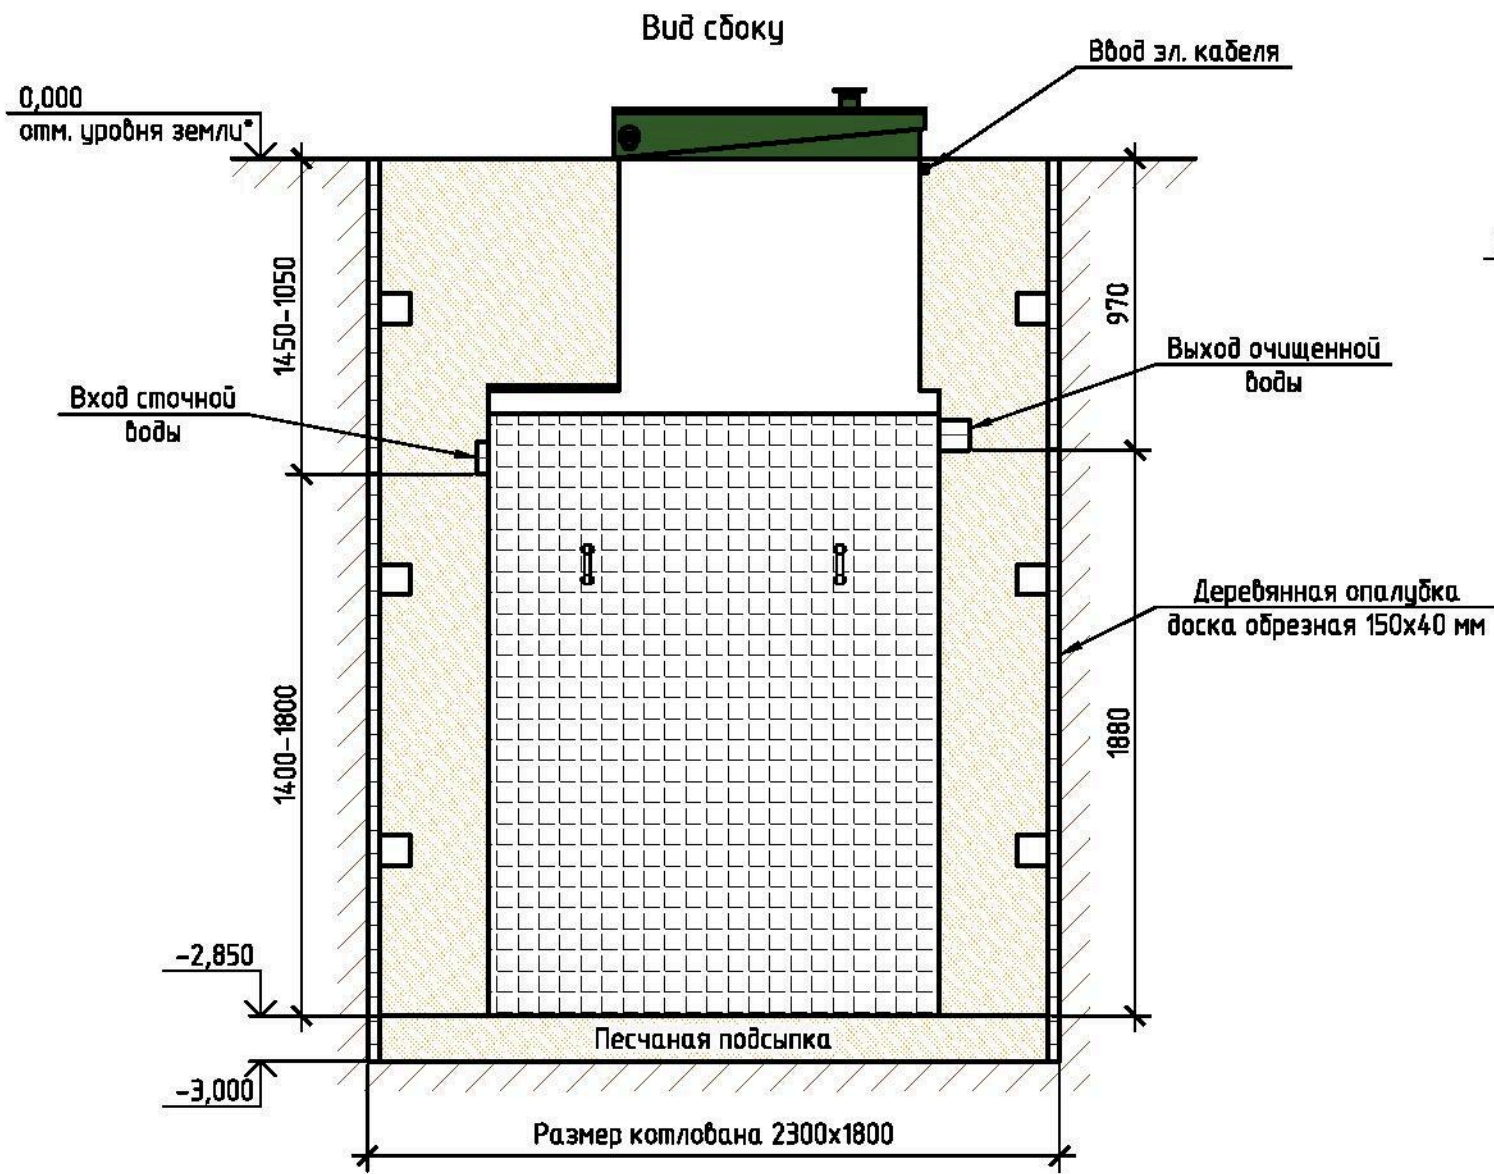 Вид сбоку
Ввод эл. кабеля
0,000
отм. уровня земли*
1450-1050
970
Выход очищенной
воды
Вход сточной
воды
Деревянная опалубка
доска обрезная 150х40 мм
1400-1800
1880
-2,850
Песчаная подсыпка
-3,000
Размер котлована 2300х1800